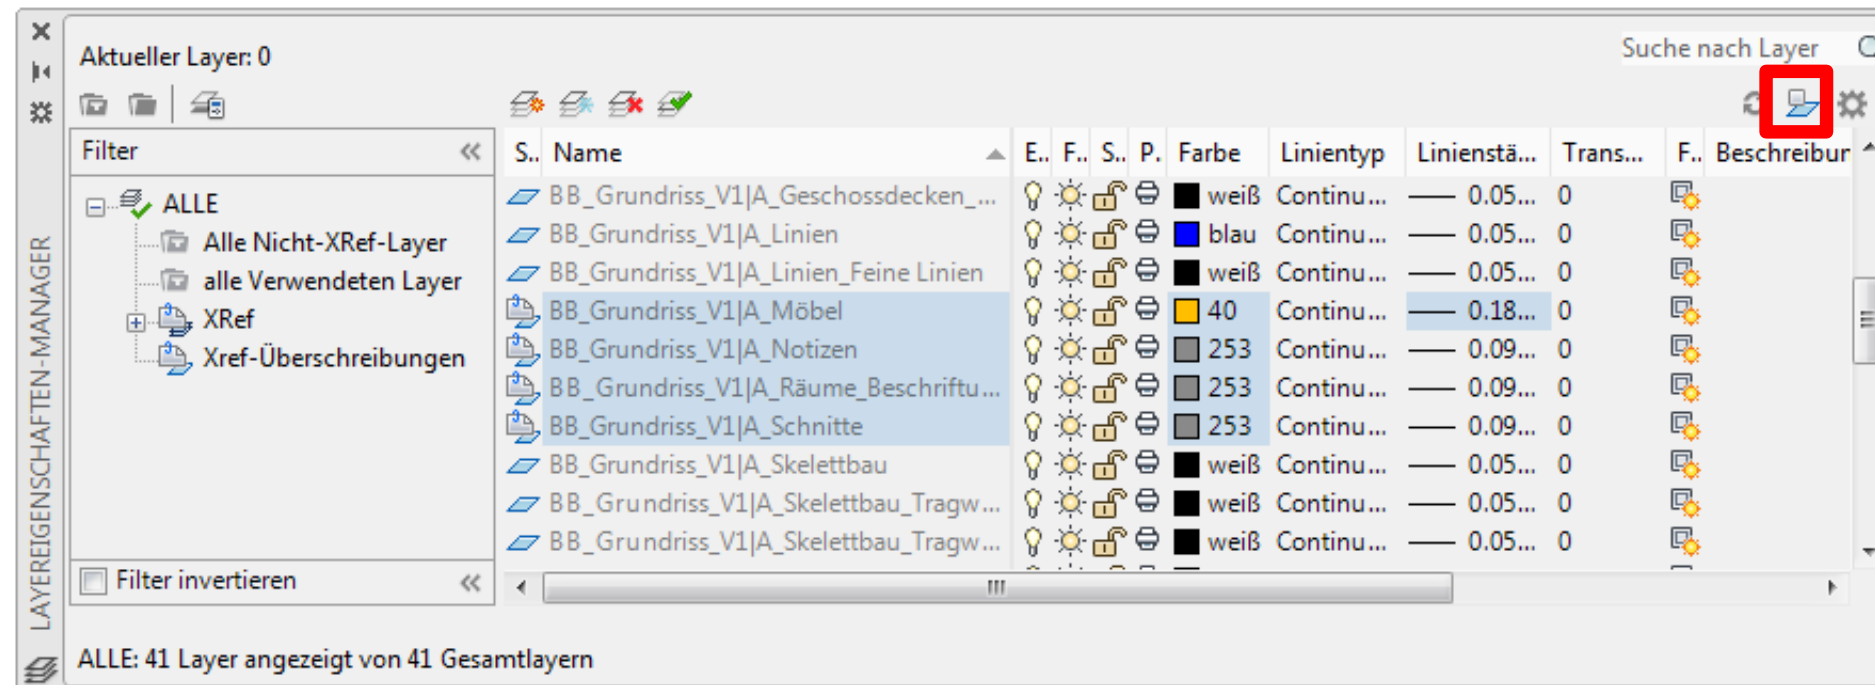 Aktueller Layer: 0
Suche nach Layer
Filter
S.. Name E.. F.. S.. P. Farbe Linientyp Linienstä... Trans... F.. Beschreibun
ALLE
Alle Nicht-XRef-Layer
alle Verwendeten Layer
XRef
Xref-Überschreibungen
BB_Grundriss_V1|A_Geschossdecken_... weiß Continu... 0.05... 0
BB_Grundriss_V1|A_Linien blau Continu... 0.05... 0
BB_Grundriss_V1|A_Linien_Feine Linien weiß Continu... 0.05... 0
BB_Grundriss_V1|A_Möbel 40 Continu... 0.18... 0
BB_Grundriss_V1|A_Notizen 253 Continu... 0.09... 0
BB_Grundriss_V1|A_Räume_Beschriftu... 253 Continu... 0.09... 0
BB_Grundriss_V1|A_Schnitte 253 Continu... 0.09... 0
BB_Grundriss_V1|A_Skelettbau weiß Continu... 0.05... 0
BB_Grundriss_V1|A_Skelettbau_Tragw... weiß Continu... 0.05... 0
BB_Grundriss_V1|A_Skelettbau_Tragw... weiß Continu... 0.05... 0
Filter invertieren
LAYEREIGENSCHAFTEN-MANAGER
ALLE: 41 Layer angezeigt von 41 Gesamtlayern